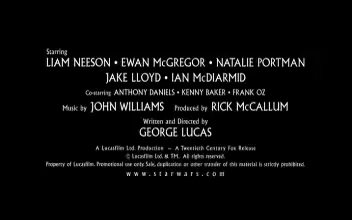 Starring
LIAM NEESON • EWAN McGREGOR • NATALIE PORTMAN
JAKE LLOYD • IAN McDIARMID
Co-starring ANTHONY DANIELS • KENNY BAKER • FRANK OZ
Music by JOHN WILLIAMS Produced by RICK McCALLUM
Written and Directed by
GEORGE LUCAS
A Lucasfilm Ltd. Production ~ A Twentieth Century Fox Release
© Lucasfilm Ltd. & TM. All rights reserved.
Property of Lucasfilm. Promotional use only. Sale, duplication or other transfer of this material is strictly prohibited.
www.starwars.com